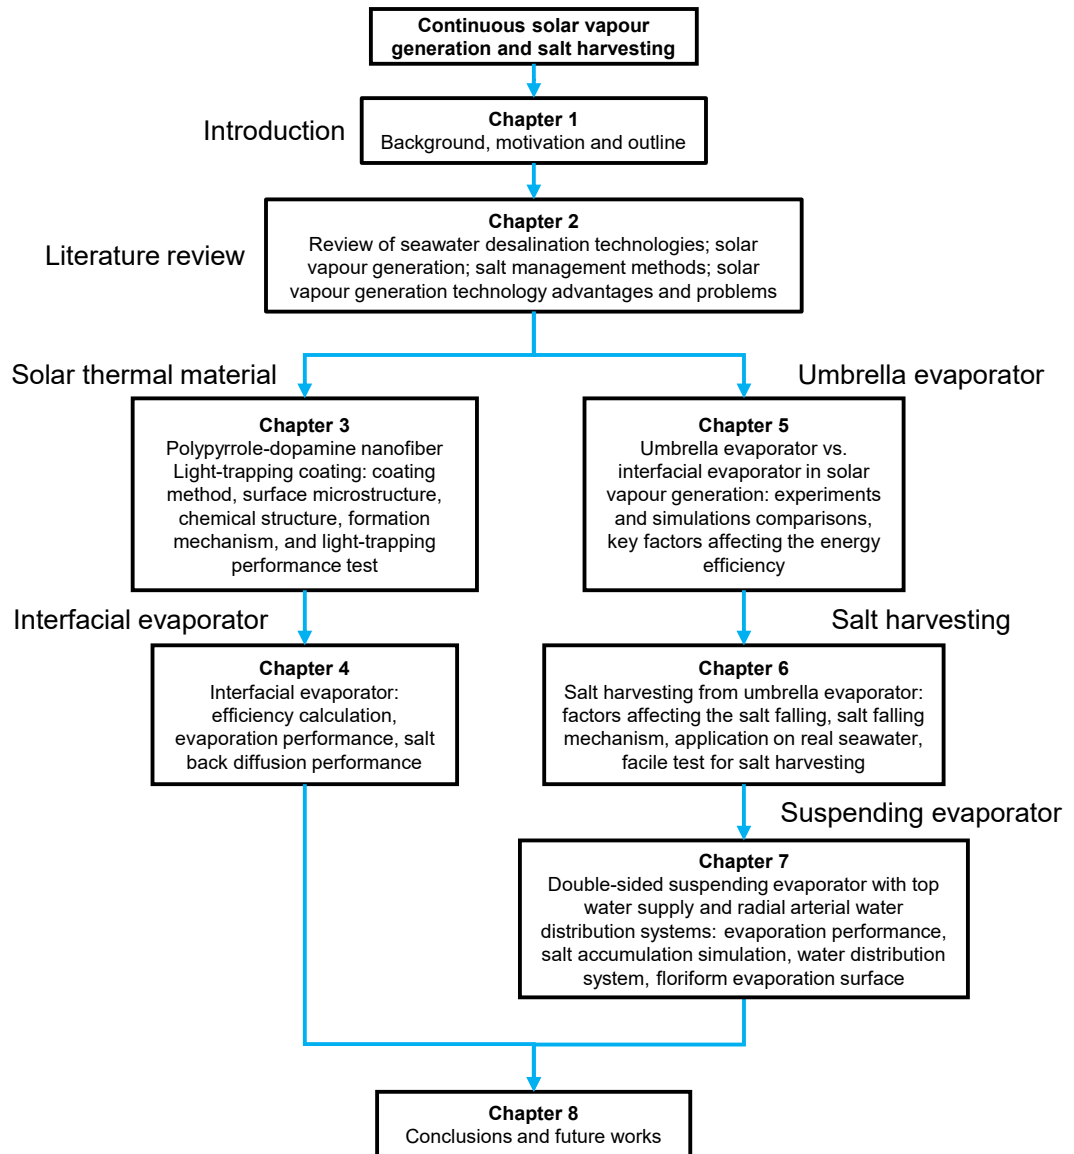 Continuous solar vapour
generation and salt harvesting
Introduction
Chapter 1
Background, motivation and outline
Literature review
Chapter 2
Review of seawater desalination technologies; solar
vapour generation; salt management methods; solar
vapour generation technology advantages and problems
Solar thermal material
Chapter 3
Polypyrrole-dopamine nanofiber
Light-trapping coating: coating
method, surface microstructure,
chemical structure, formation
mechanism, and light-trapping
performance test
Umbrella evaporator
Chapter 5
Umbrella evaporator vs.
interfacial evaporator in solar
vapour generation: experiments
and simulations comparisons,
key factors affecting the energy
efficiency
Interfacial evaporator
Chapter 4
Interfacial evaporator:
efficiency calculation,
evaporation performance, salt
back diffusion performance
Salt harvesting
Chapter 6
Salt harvesting from umbrella evaporator:
factors affecting the salt falling, salt falling
mechanism, application on real seawater,
facile test for salt harvesting
Suspending evaporator
Chapter 7
Double-sided suspending evaporator with top
water supply and radial arterial water
distribution systems: evaporation performance,
salt accumulation simulation, water distribution
system, floriform evaporation surface
Chapter 8
Conclusions and future works